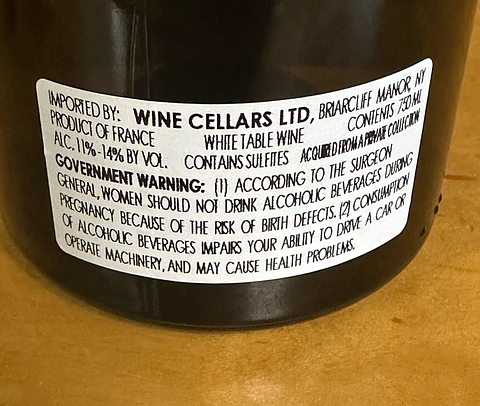 IMPORTED BY: WINE CELLARS LTD, BRIARCLIFF MANOR, NY
PRODUCT OF FRANCE WHITE TABLE WINE CONTENTS 750 ML
ALC. 11%-14% BY VOL. CONTAINS SULFITES ACQUIRED FROM A PRIVATE COLLECTION
GOVERNMENT WARNING: (1) ACCORDING TO THE SURGEON
GENERAL, WOMEN SHOULD NOT DRINK ALCOHOLIC BEVERAGES DURING
PREGNANCY BECAUSE OF THE RISK OF BIRTH DEFECTS. (2) CONSUMPTION
OF ALCOHOLIC BEVERAGES IMPAIRS YOUR ABILITY TO DRIVE A CAR OR
OPERATE MACHINERY, AND MAY CAUSE HEALTH PROBLEMS.